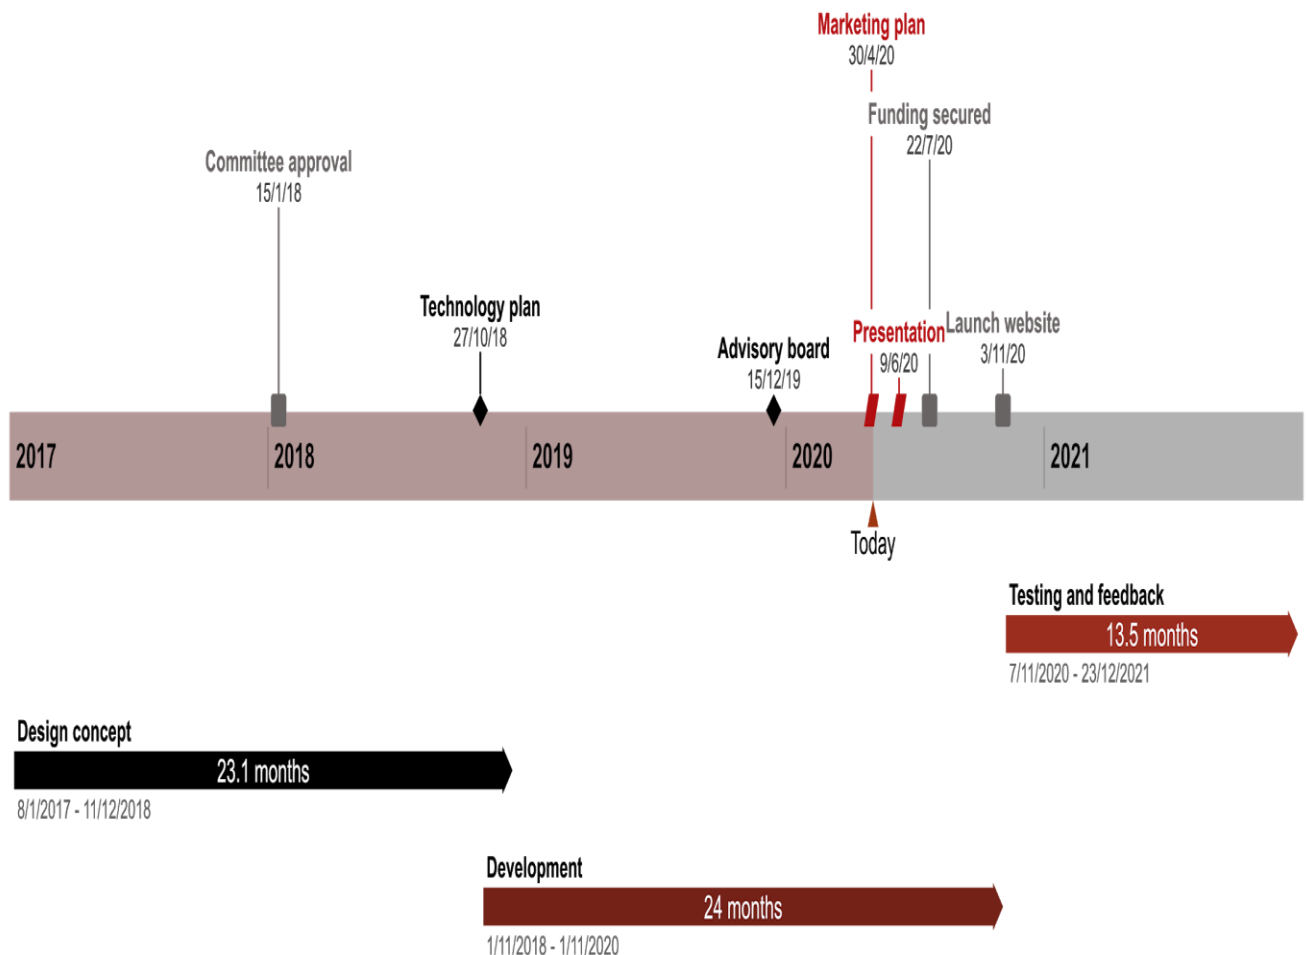 Marketing plan
30/4/20
Funding secured
22/7/20
Committee approval
15/1/18
Technology plan
27/10/18
Advisory board
15/12/19
Presentation
9/6/20
Launch website
3/11/20
2017
2018
2019
2020
2021
Today
Testing and feedback
13.5 months
7/11/2020 - 23/12/2021
Design concept
23.1 months
8/1/2017 - 11/12/2018
Development
24 months
1/11/2018 - 1/11/2020